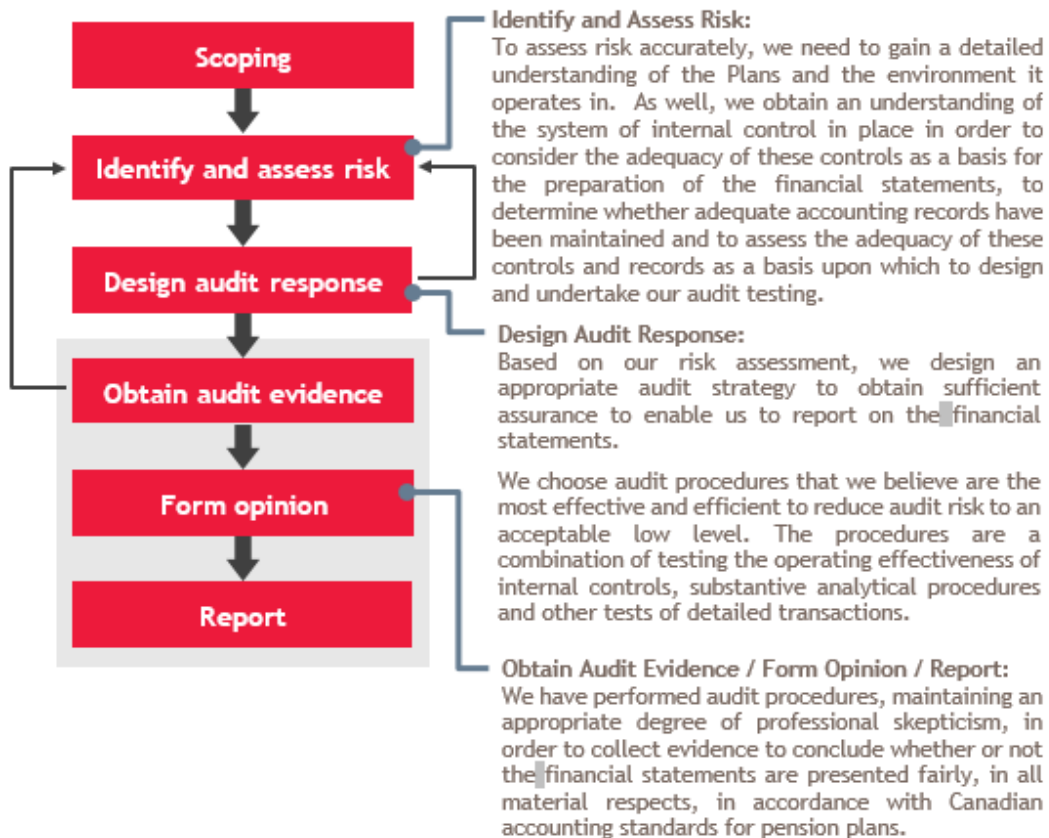 Scoping
Identify and assess risk
Design audit response
Obtain audit evidence
Form opinion
Report
Identify and Assess Risk:
To assess risk accurately, we need to gain a detailed
understanding of the Plans and the environment it
operates in. As well, we obtain an understanding of
the system of internal control in place in order to
consider the adequacy of these controls as a basis for
the preparation of the financial statements, to
determine whether adequate accounting records have
been maintained and to assess the adequacy of these
controls and records as a basis upon which to design
and undertake our audit testing.
Design Audit Response:
Based on our risk assessment, we design an
appropriate audit strategy to obtain sufficient
assurance to enable us to report on the financial
statements.
We choose audit procedures that we believe are the
most effective and efficient to reduce audit risk to an
acceptable low level. The procedures are a
combination of testing the operating effectiveness of
internal controls, substantive analytical procedures
and other tests of detailed transactions.
Obtain Audit Evidence / Form Opinion / Report:
We have performed audit procedures, maintaining an
appropriate degree of professional skepticism, in
order to collect evidence to conclude whether or not
the financial statements are presented fairly, in all
material respects, in accordance with Canadian
accounting standards for pension plans.